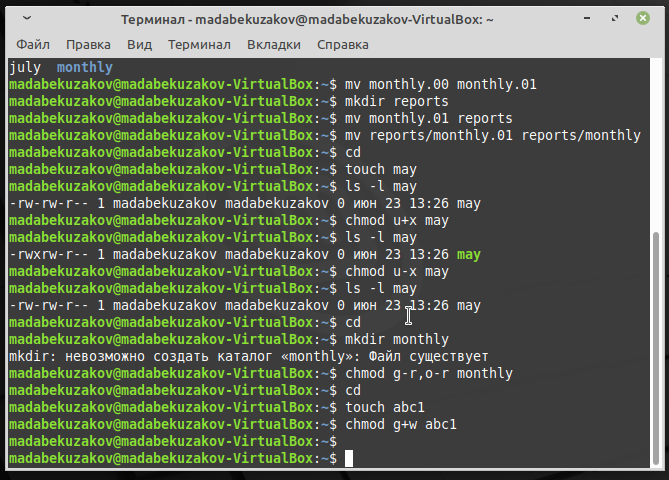 Терминал - madabekuzakov@madabekuzakov-VirtualBox: ~
Файл Правка Вид Терминал Вкладки Справка
july monthly
madabekuzakov@madabekuzakov-VirtualBox:~$ mv monthly.00 monthly.01
madabekuzakov@madabekuzakov-VirtualBox:~$ mkdir reports
madabekuzakov@madabekuzakov-VirtualBox:~$ mv monthly.01 reports
madabekuzakov@madabekuzakov-VirtualBox:~$ mv reports/monthly.01 reports/monthly
madabekuzakov@madabekuzakov-VirtualBox:~$ cd
madabekuzakov@madabekuzakov-VirtualBox:~$ touch may
madabekuzakov@madabekuzakov-VirtualBox:~$ ls -l may
-rw-rw-r-- 1 madabekuzakov madabekuzakov 0 июн 23 13:26 may
madabekuzakov@madabekuzakov-VirtualBox:~$ chmod u+x may
madabekuzakov@madabekuzakov-VirtualBox:~$ ls -l may
-rwxrw-r-- 1 madabekuzakov madabekuzakov 0 июн 23 13:26 may
madabekuzakov@madabekuzakov-VirtualBox:~$ chmod u-x may
madabekuzakov@madabekuzakov-VirtualBox:~$ ls -l may
-rw-rw-r-- 1 madabekuzakov madabekuzakov 0 июн 23 13:26 may
madabekuzakov@madabekuzakov-VirtualBox:~$ cd
madabekuzakov@madabekuzakov-VirtualBox:~$ mkdir monthly
mkdir: невозможно создать каталог «monthly»: Файл существует
madabekuzakov@madabekuzakov-VirtualBox:~$ chmod g-r,o-r monthly
madabekuzakov@madabekuzakov-VirtualBox:~$ cd
madabekuzakov@madabekuzakov-VirtualBox:~$ touch abc1
madabekuzakov@madabekuzakov-VirtualBox:~$ chmod g+w abc1
madabekuzakov@madabekuzakov-VirtualBox:~$
madabekuzakov@madabekuzakov-VirtualBox:~$